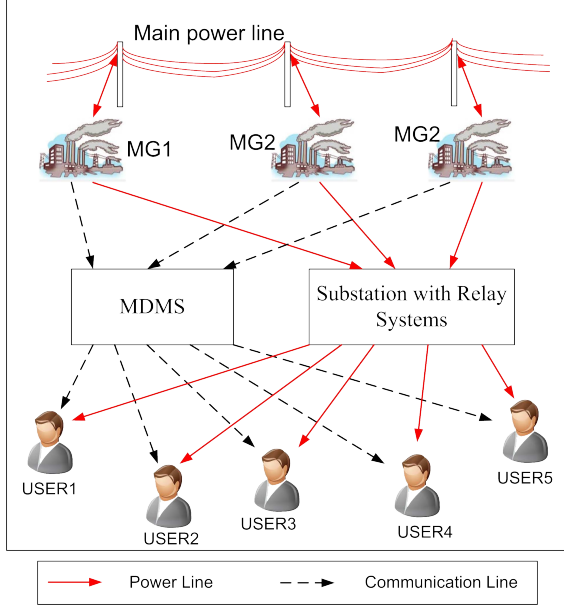 Main power line
MG1
MG2
MG2
MDMS
Substation with Relay
Systems
USER1
USER2
USER3
USER4
USER5
Power Line
Communication Line